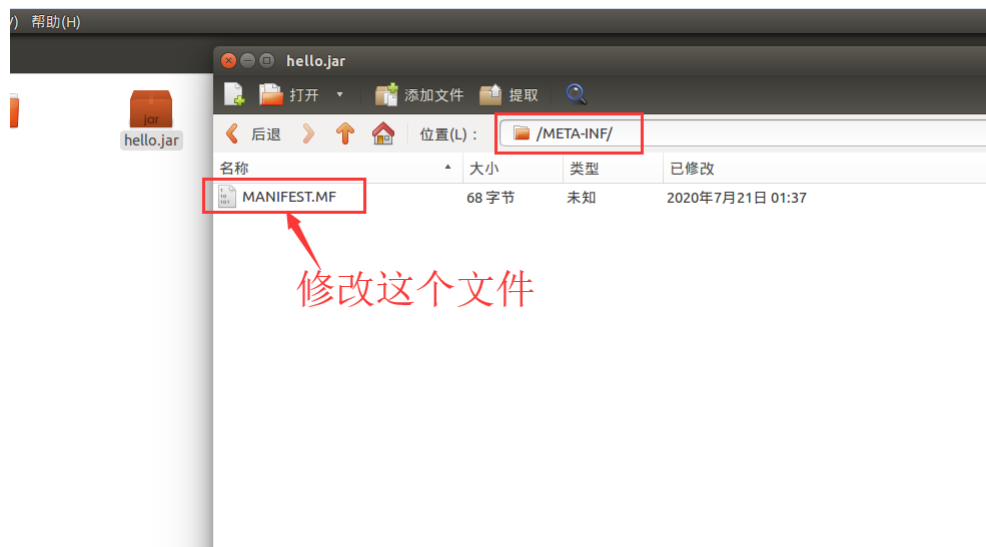 ) 帮助(H)
hello.jar
打开 添加文件 提取
后退 位置(L): /META-INF/
名称 大小 类型 已修改
MANIFEST.MF 68 字节 未知 2020年7月21日 01:37
jar
hello.jar
修改这个文件